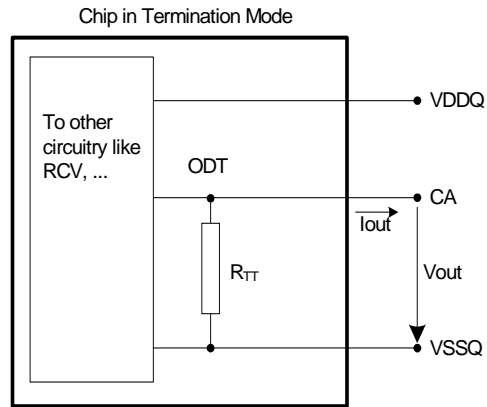 Chip in Termination Mode
VDDQ
To other
circuitry like
RCV, ...
ODT
CA
Iout
RTT
Vout
VSSQ